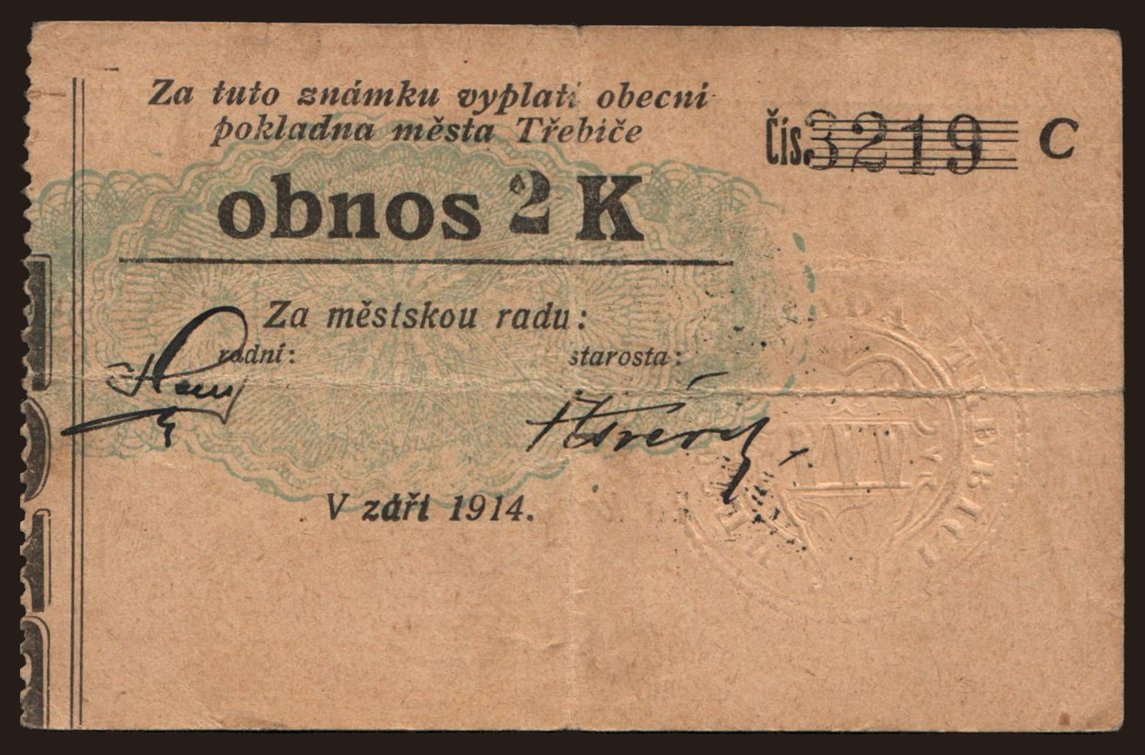 Za tuto známku vyplatí obecní
pokladna města Třebíče
Čís. 3219 C
obnos 2 K
Za městskou radu:
radní: starosta:
V září 1914.